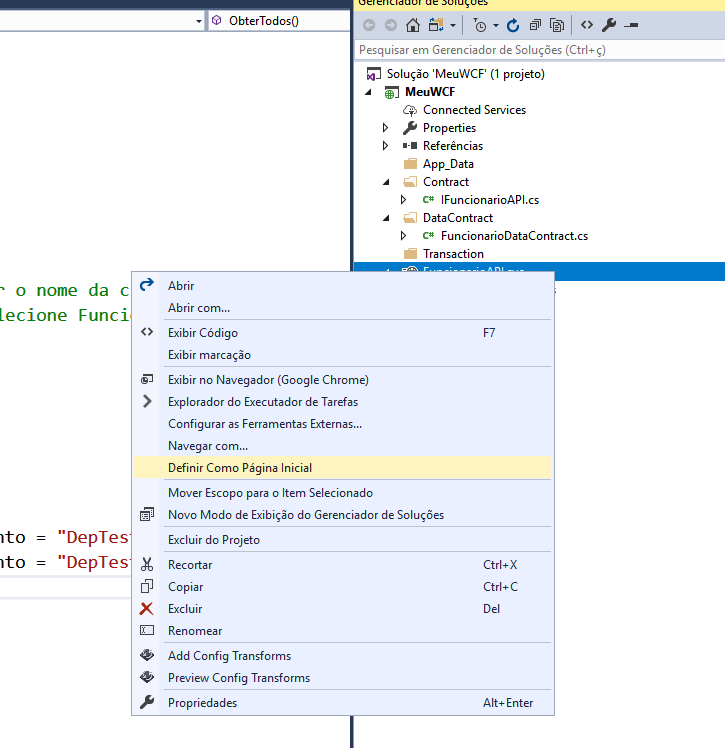 Gerenciador de Soluções
ObterTodos()
Pesquisar em Gerenciador de Soluções (Ctrl+ç)
Solução 'MeuWCF' (1 projeto)
MeuWCF
Connected Services
Properties
Referências
App_Data
Contract
C# IFuncionarioAPI.cs
DataContract
C# FuncionarioDataContract.cs
Transaction
FuncionarioAPI.svc
r o nome da c
lecione Funci
nto = "DepTest
nto = "DepTest
Abrir
Abrir com...
Exibir Código F7
Exibir marcação
Exibir no Navegador (Google Chrome)
Explorador do Executador de Tarefas
Configurar as Ferramentas Externas...
Navegar com...
Definir Como Página Inicial
Mover Escopo para o Item Selecionado
Novo Modo de Exibição do Gerenciador de Soluções
Excluir do Projeto
Recortar Ctrl+X
Copiar Ctrl+C
Excluir Del
Renomear
Add Config Transforms
Preview Config Transforms
Propriedades Alt+Enter